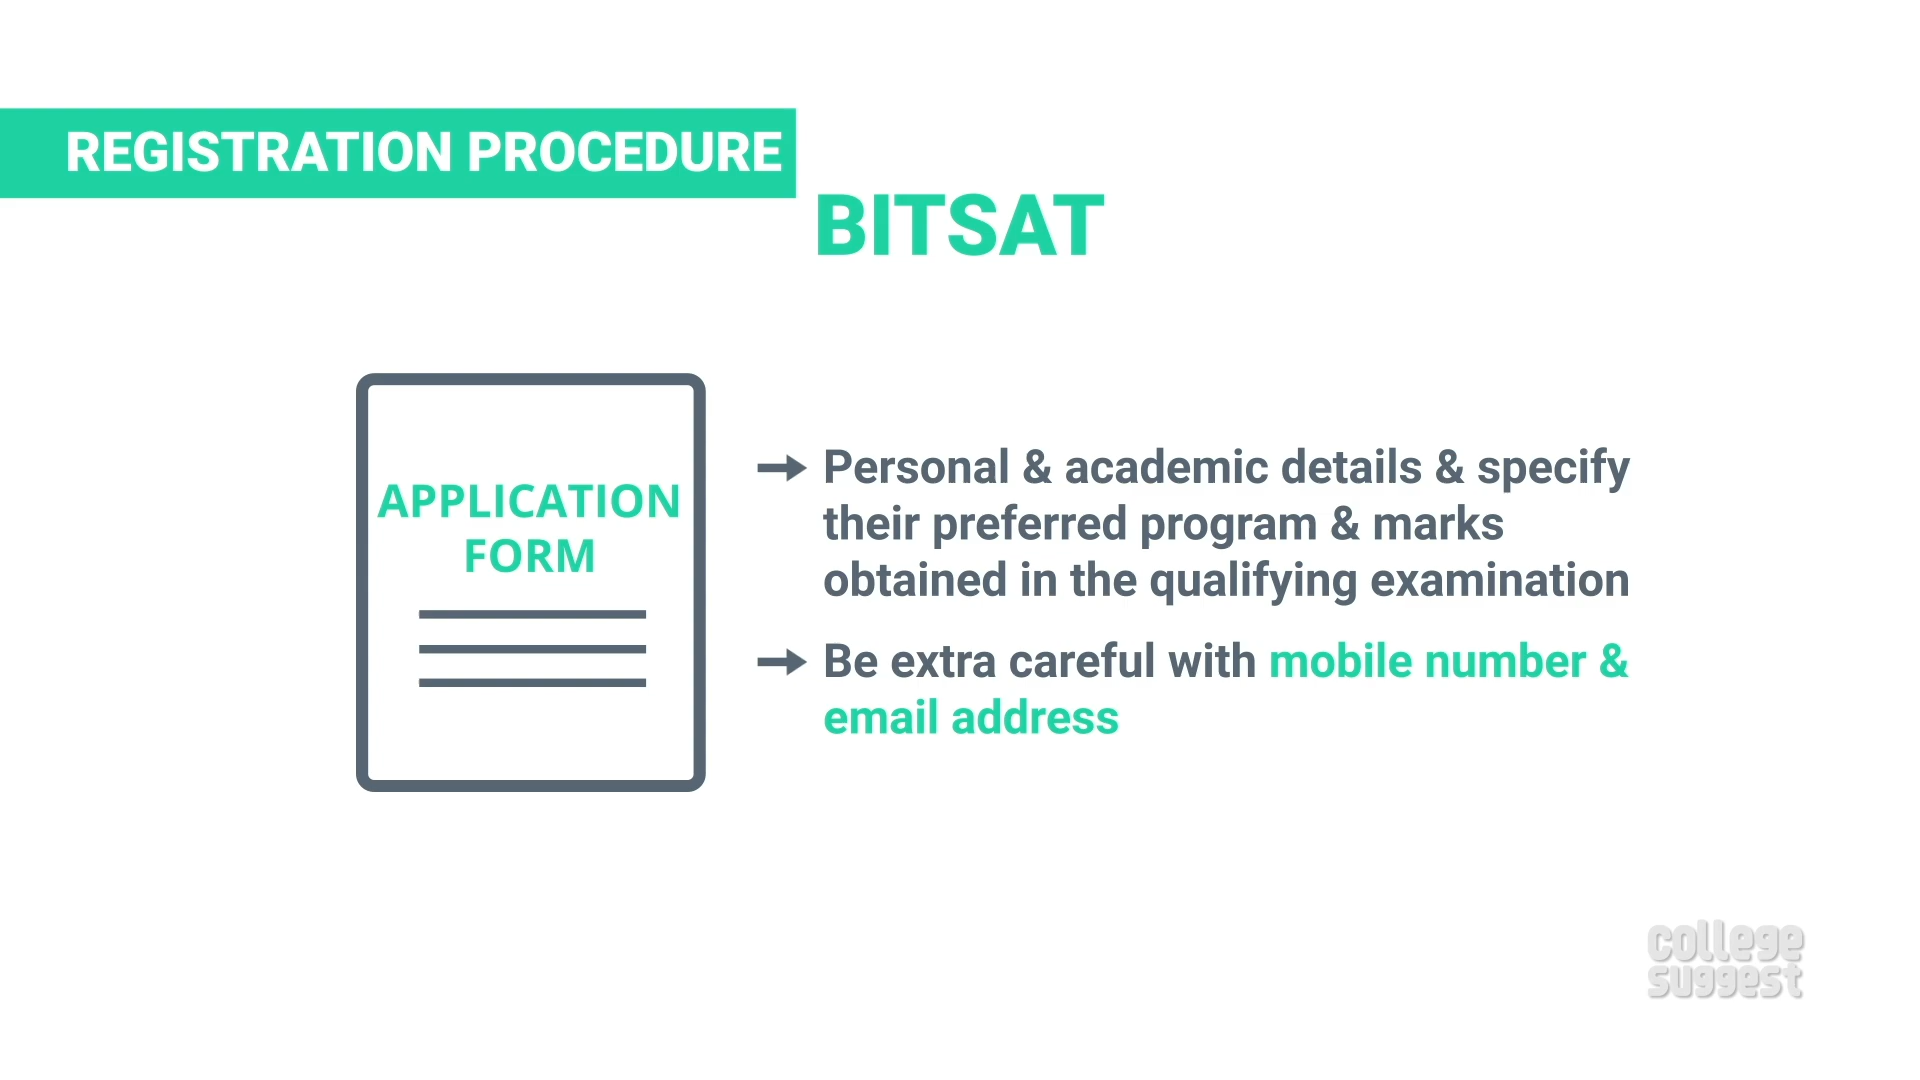 REGISTRATION PROCEDURE
BITSAT
APPLICATION
FORM
Personal & academic details & specify
their preferred program & marks
obtained in the qualifying examination
Be extra careful with mobile number &
email address
college
suggest